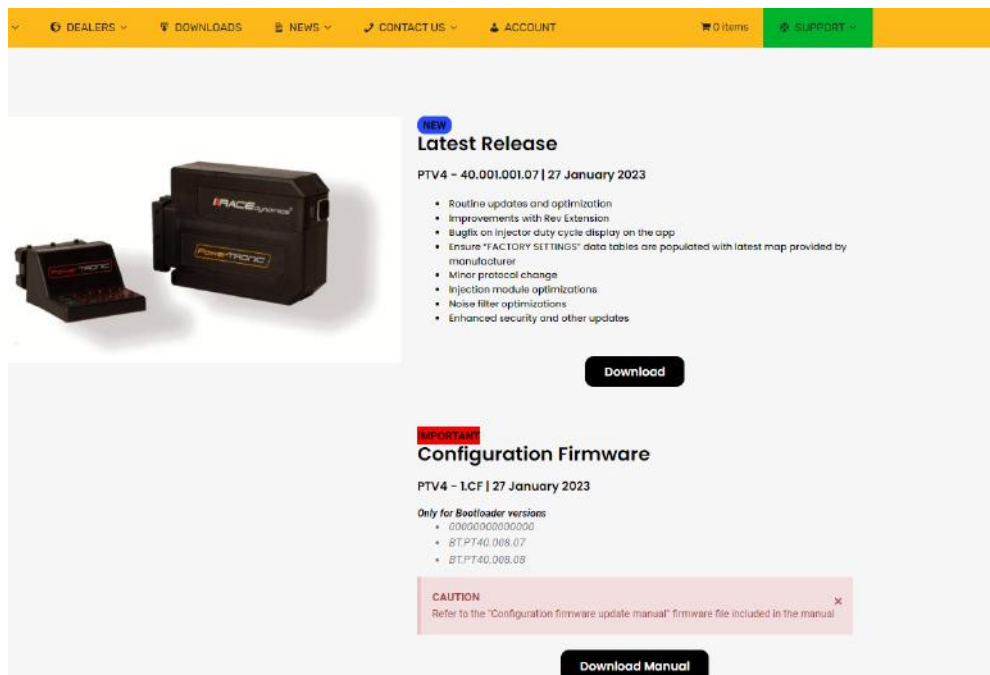 DEALERS
DOWNLOADS
NEWS
CONTACT US
ACCOUNT
0 items
SUPPORT
RACE dynamics
PowerTRONIC
PowerTRONIC
NEW
Latest Release
PTV4 - 40.001.001.07 | 27 January 2023
Routine updates and optimization
Improvements with Rev Extension
Bugfix on injector duty cycle display on the app
Ensure "FACTORY SETTINGS" data tables are populated with latest map provided by
manufacturer
Minor protocol change
Injection module optimizations
Noise filter optimizations
Enhanced security and other updates
Download
IMPORTANT
Configuration Firmware
PTV4 - 1.CF | 27 January 2023
Only for Bootloader versions
00000000000000
BT.PT40.008.07
BT.PT40.008.08
CAUTION
Refer to the "Configuration firmware update manual" firmware file included in the manual
Download Manual